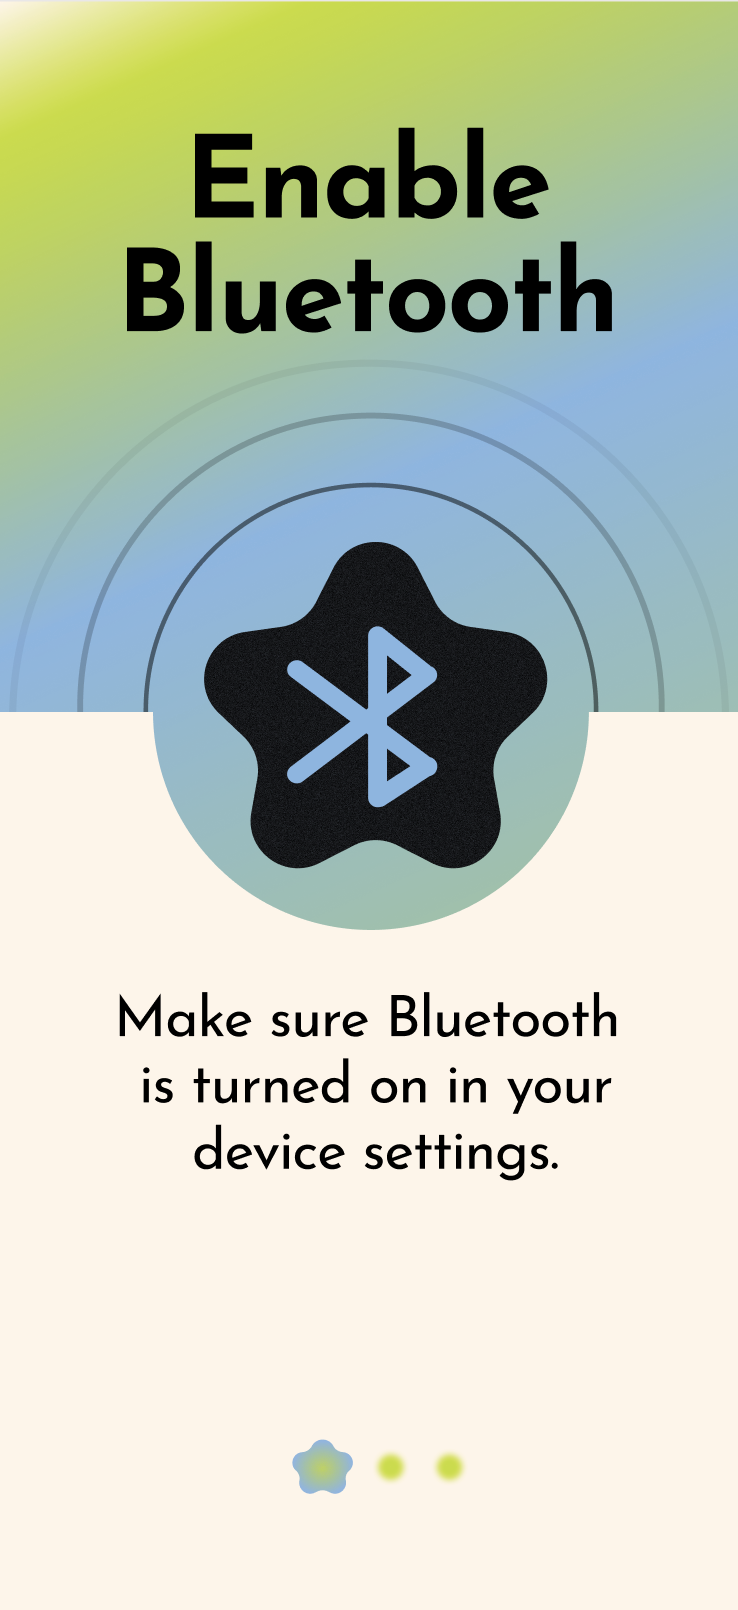 Enable
Bluetooth
Make sure Bluetooth
is turned on in your
device settings.